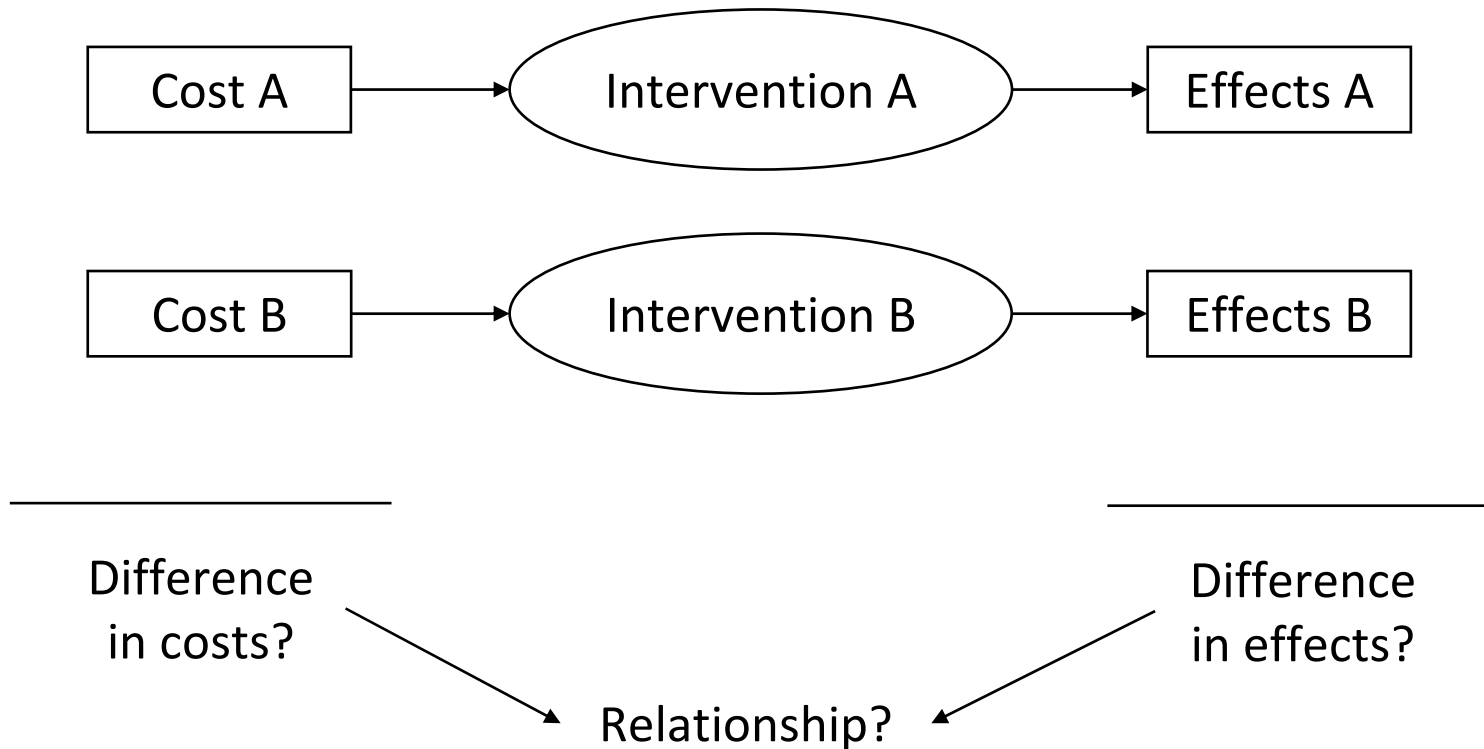 Cost A
Intervention A
Effects A
Cost B
Intervention B
Effects B
Difference
in costs?
Difference
in effects?
Relationship?